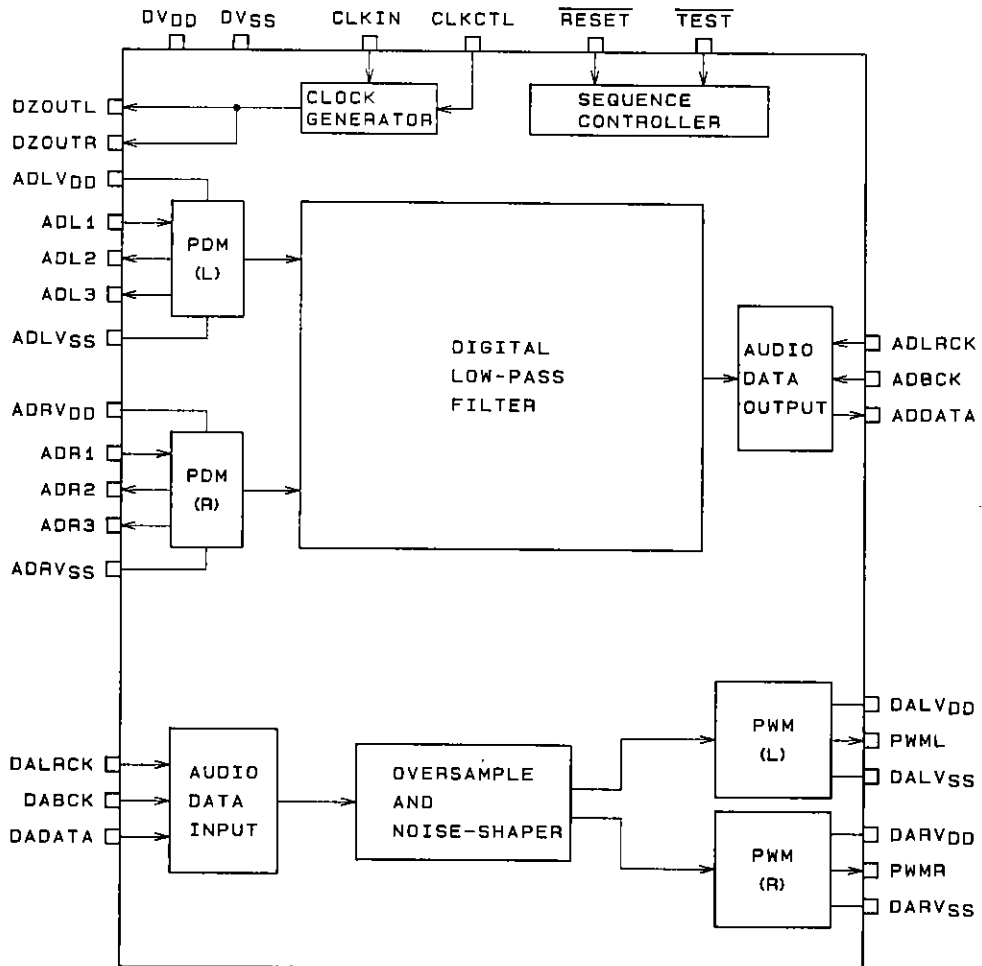 DVDD DVSS CLKIN CLKCTL RESET TEST
DZOUTL
DZOUTR
CLOCK
GENERATOR
SEQUENCE
CONTROLLER
ADLVDD
ADL1
ADL2
ADL3
ADLVSS
PDM
(L)
ADRVDD
ADR1
ADR2
ADR3
ADRVSS
PDM
(R)
DIGITAL
LOW-PASS
FILTER
AUDIO
DATA
OUTPUT
ADLRCK
ADBCK
ADDATA
DALRCK
DABCK
DADATA
AUDIO
DATA
INPUT
OVERSAMPLE
AND
NOISE-SHAPER
PWM
(L)
DALVDD
PWML
DALVSS
PWM
(R)
DARVDD
PWMR
DARVSS